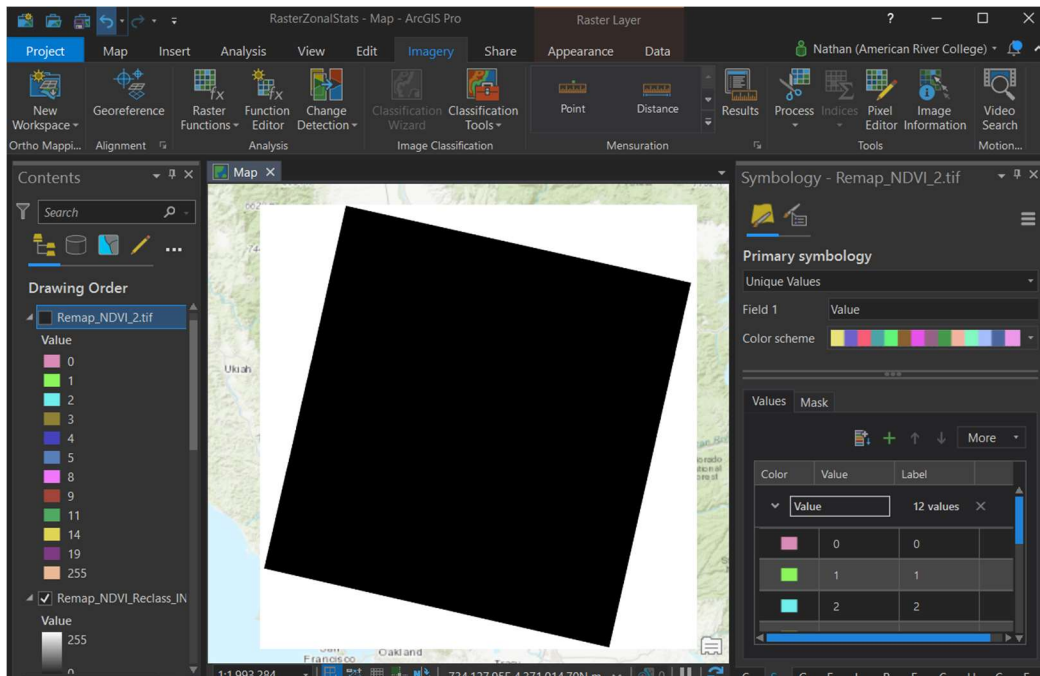 RasterZonalStats - Map - ArcGIS Pro
Raster Layer
?
Project Map Insert Analysis View Edit Imagery Share Appearance Data
Nathan (American River College)
New Workspace
Georeference
Raster Functions
Function Editor
Change Detection
Classification Wizard
Classification Tools
Point
Distance
Results
Process
Indices
Pixel Editor
Image Information
Video Search
Ortho Mappi... Alignment Analysis Image Classification Mensuration Tools Motion...
Contents
Search
Drawing Order
Remap_NDVI_2.tif
Value
0
1
2
3
4
5
8
9
11
14
19
255
Remap_NDVI_Reclass_IN
Value
255
0
Map
Ukiah
San Francisco
Oakland
1:1,993,284
Symbology - Remap_NDVI_2.tif
Primary symbology
Unique Values
Field 1 Value
Color scheme
Values Mask
More
Color Value Label
Value 12 values
0 0
1 1
2 2